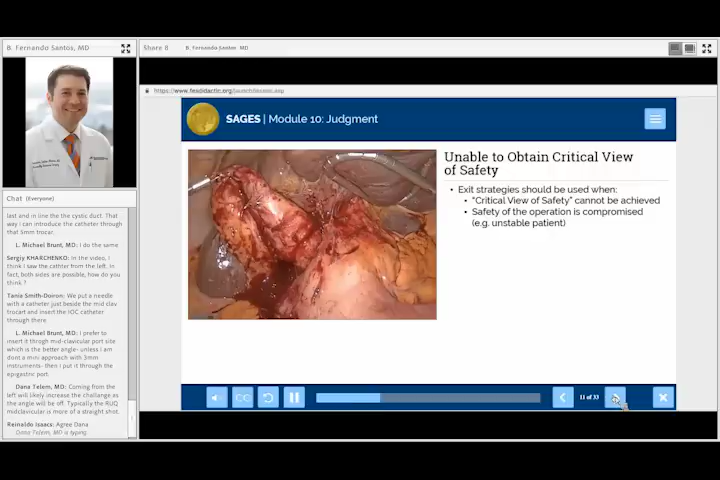 B. Fernando Santos, MD
Share 8 B. Fernando Santos MD
https://www.fesdidactic.org/
SAGES | Module 10: Judgment
Unable to Obtain Critical View
of Safety
• Exit strategies should be used when:
• "Critical View of Safety" cannot be achieved
• Safety of the operation is compromised
(e.g. unstable patient)
CC
11 of 33
Chat (Everyone)
last and in line the the cystic duct. That
way i can introduce the catheter through
that 5mm trocar.
L. Michael Brunt, MD: I do the same
Sergiy KHARCHENKO: In the video, I
think I saw the cathter from the left. In
fact, both sides are possible, how do you
think ?
Tania Smith-Doiron: We put a needle
with a catheter just beside the mid clav
trocart and insert the IOC catheter
through there
L. Michael Brunt, MD: I prefer to
insert it throgh mid-clavicular port site
which is the better angle- unless i am
dont a mini approach with 3mm
instruments- then i put it through the
epigastric port.
Dana Telem, MD: Coming from the
left will likely increase the challange as
the angle will be off. Typically the RUQ
midclavicular is more of a straight shot.
Reinaldo Isaacs: Agree Dana
Dana Telem, MD is typing